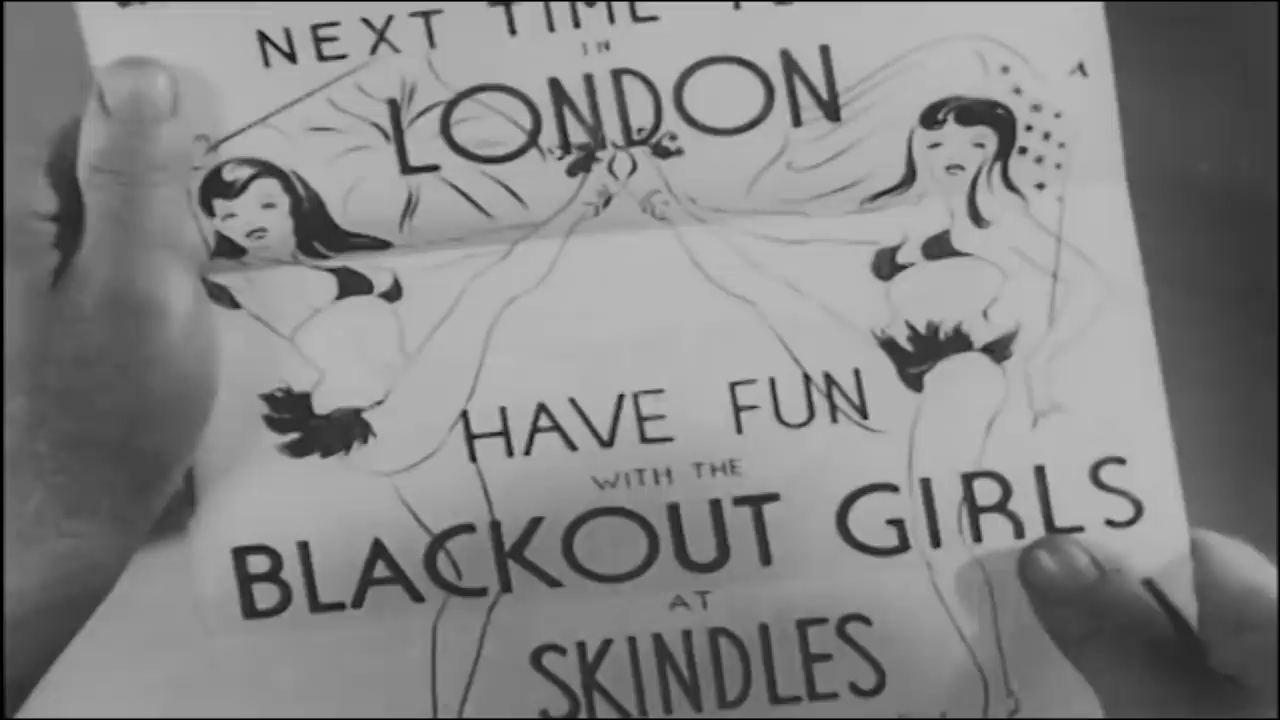 NEXT TIME
IN
LONDON
HAVE FUN
WITH THE
BLACKOUT GIRLS
AT
SKINDLES